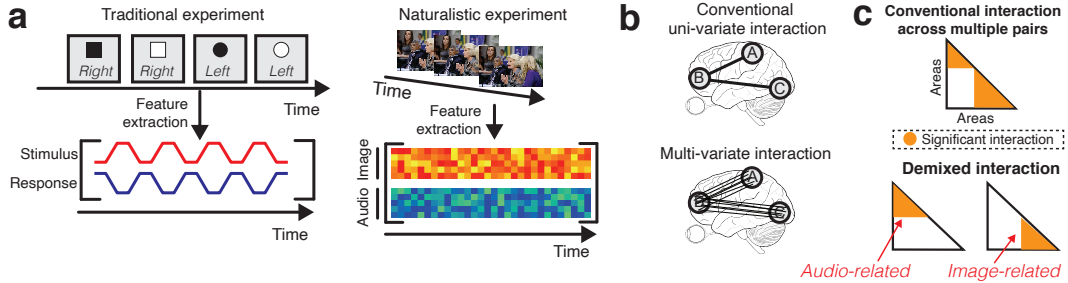 a
Traditional experiment
Right
Right
Left
Left
Time
Feature
extraction
Stimulus
Response
Time
Naturalistic experiment
Time
Feature
extraction
Image
Audio
Time
b
Conventional
uni-variate interaction
A
B
C
Multi-variate interaction
A
B
C
c
Conventional interaction
across multiple pairs
Areas
Areas
Significant interaction
Demixed interaction
Audio-related
Image-related